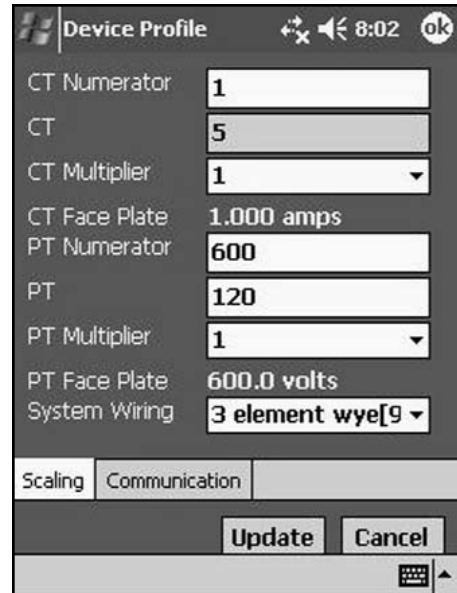 Device Profile 8:02 ok
CT Numerator 1
CT 5
CT Multiplier 1
CT Face Plate 1.000 amps
PT Numerator 600
PT 120
PT Multiplier 1
PT Face Plate 600.0 volts
System Wiring 3 element wye[9
Scaling Communication
Update Cancel